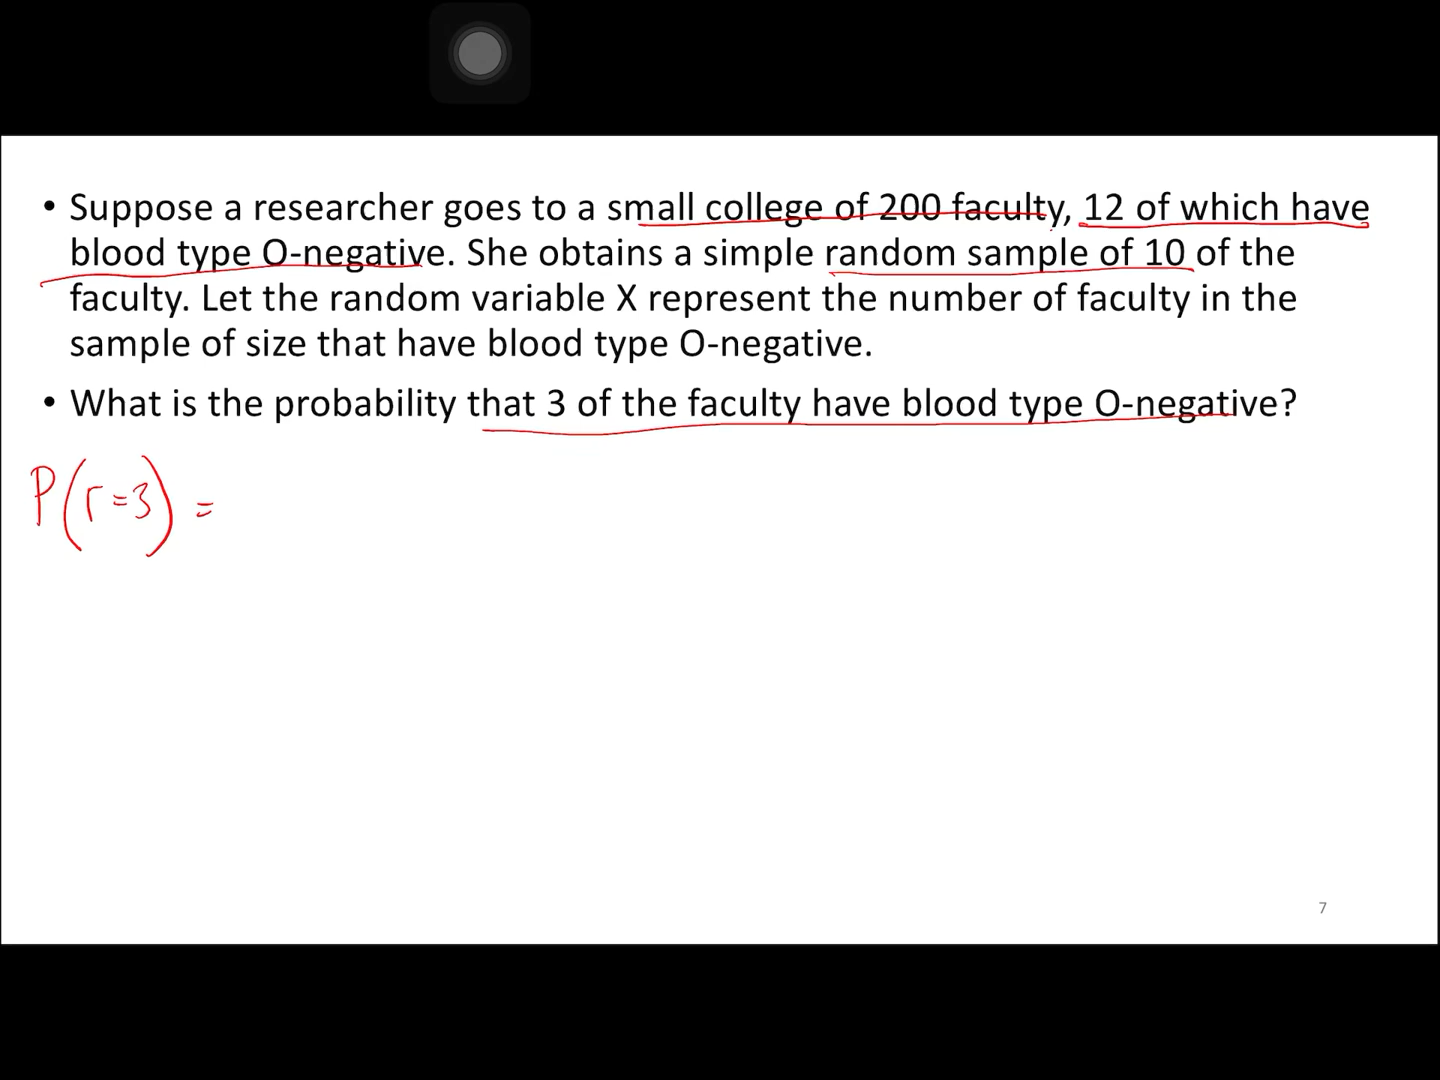 • Suppose a researcher goes to a small college of 200 faculty, 12 of which have
blood type O-negative. She obtains a simple random sample of 10 of the
faculty. Let the random variable X represent the number of faculty in the
sample of size that have blood type O-negative.
• What is the probability that 3 of the faculty have blood type O-negative?
P(r=3) =
7